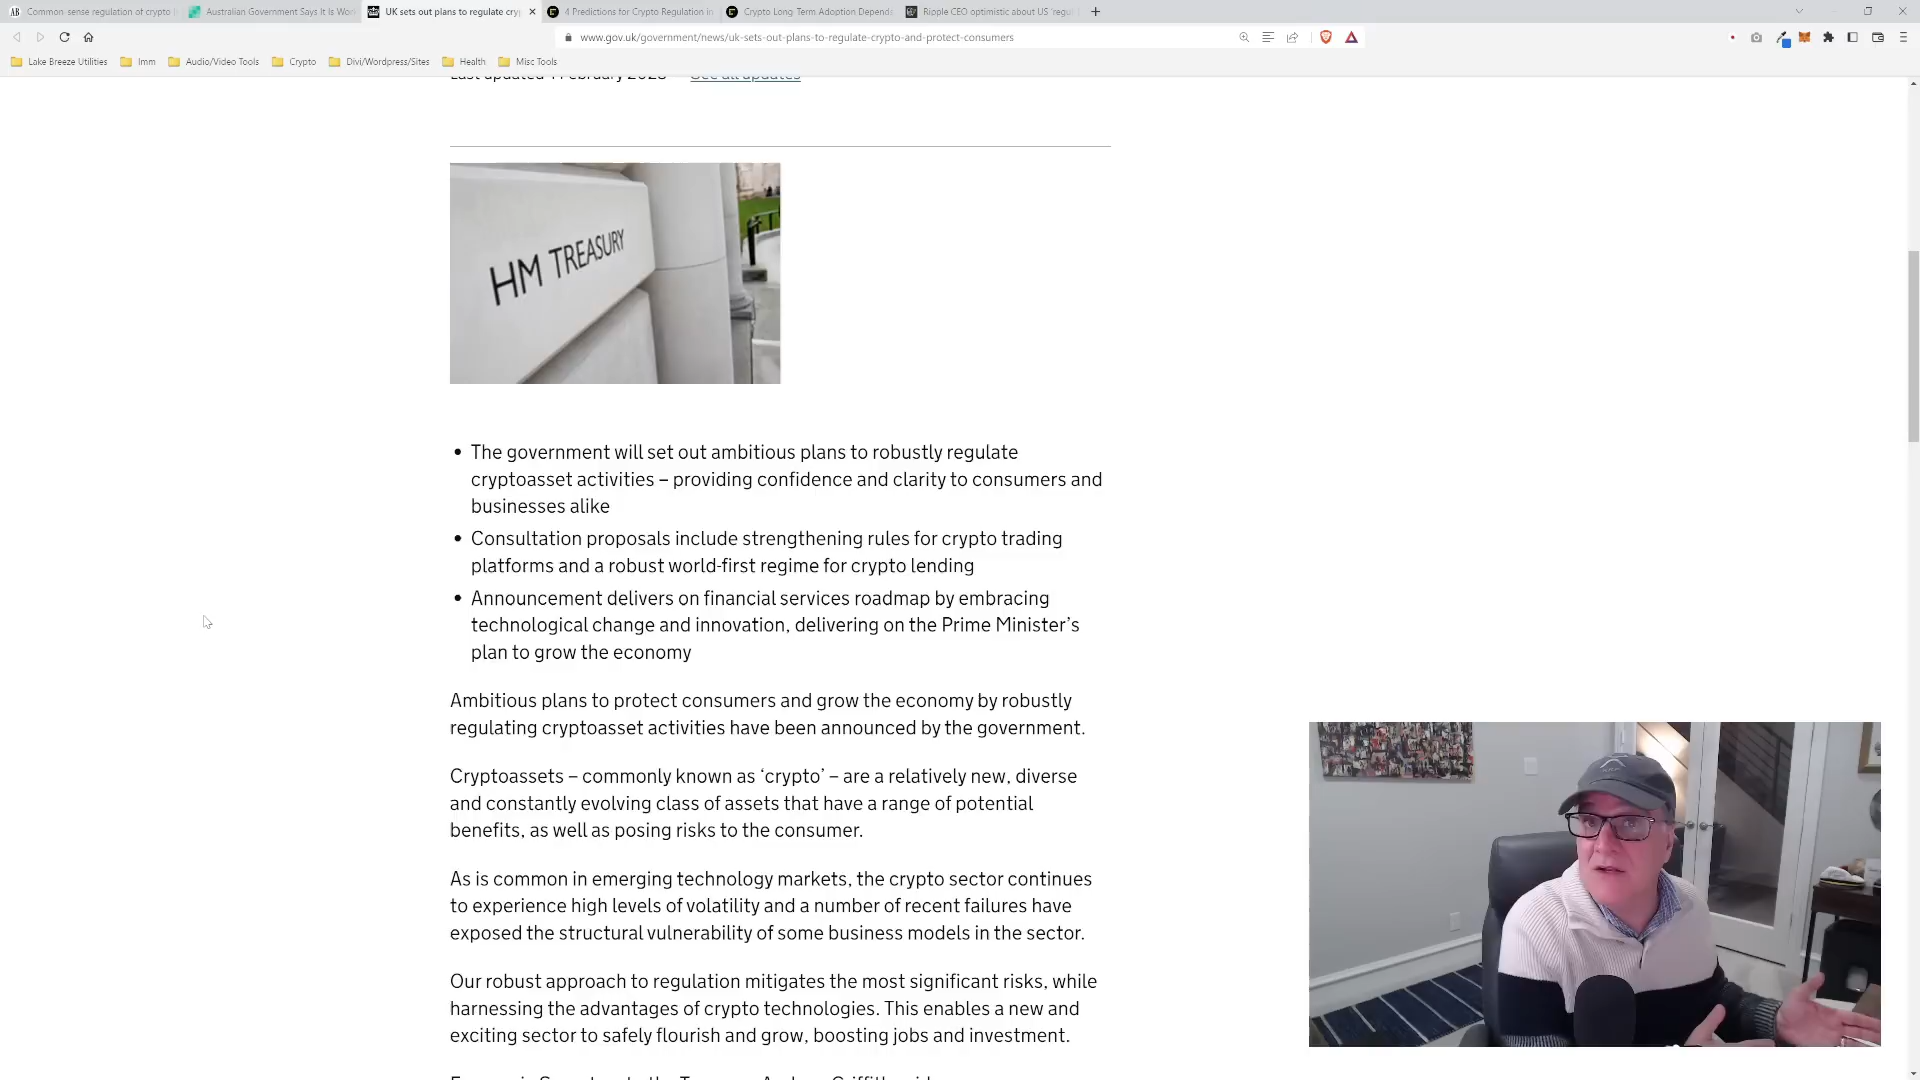 Common-sense regulation of crypto i
Australian Government Says It Is Wor
UK sets out plans to regulate cry
4 Predictions for Crypto Regulation in
Crypto Long-Term Adoption Depend
Ripple CEO optimistic about US 'regu
www.gov.uk/government/news/uk-sets-out-plans-to-regulate-crypto-and-protect-consumers
Lake Breeze Utilities
Imm
Audio/Video Tools
Crypto
Divi/Wordpress/Sites
Health
Misc Tools
See all updates
HM TREASURY
• The government will set out ambitious plans to robustly regulate
cryptoasset activities – providing confidence and clarity to consumers and
businesses alike
• Consultation proposals include strengthening rules for crypto trading
platforms and a robust world-first regime for crypto lending
• Announcement delivers on financial services roadmap by embracing
technological change and innovation, delivering on the Prime Minister’s
plan to grow the economy
Ambitious plans to protect consumers and grow the economy by robustly
regulating cryptoasset activities have been announced by the government.
Cryptoassets – commonly known as ‘crypto’ – are a relatively new, diverse
and constantly evolving class of assets that have a range of potential
benefits, as well as posing risks to the consumer.
As is common in emerging technology markets, the crypto sector continues
to experience high levels of volatility and a number of recent failures have
exposed the structural vulnerability of some business models in the sector.
Our robust approach to regulation mitigates the most significant risks, while
harnessing the advantages of crypto technologies. This enables a new and
exciting sector to safely flourish and grow, boosting jobs and investment.